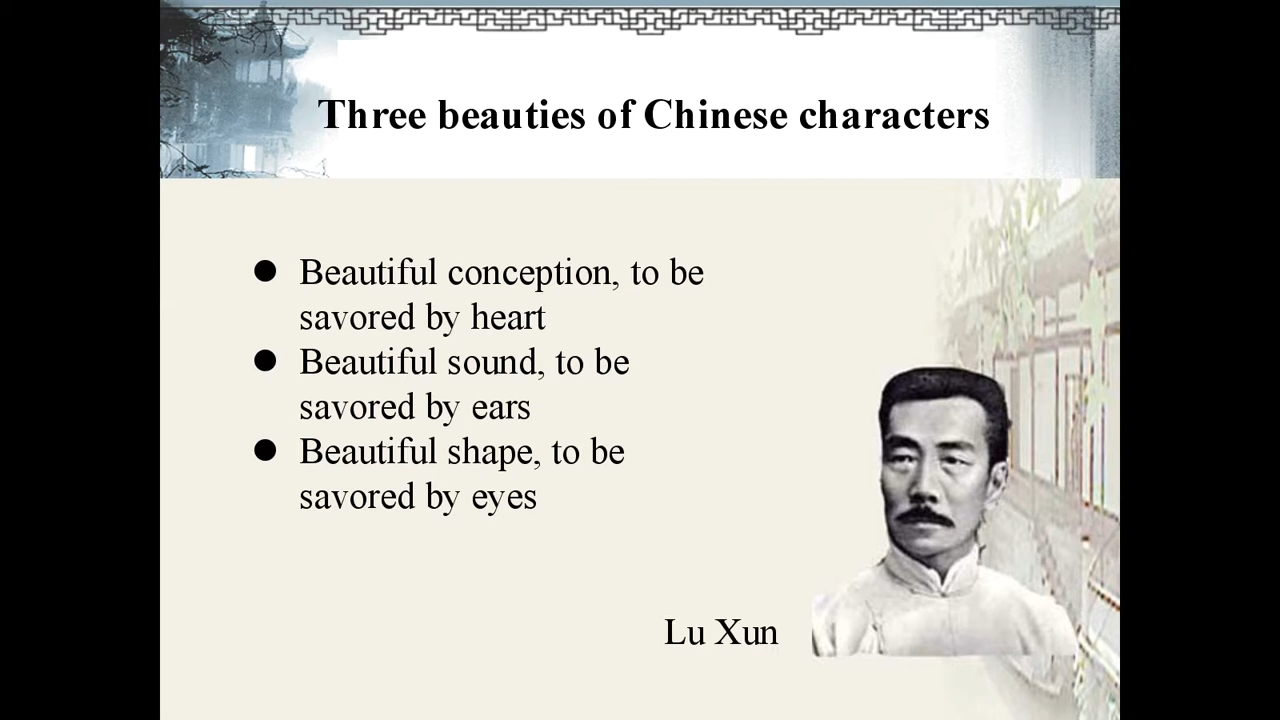 Three beauties of Chinese characters
● Beautiful conception, to be
savored by heart
● Beautiful sound, to be
savored by ears
● Beautiful shape, to be
savored by eyes
Lu Xun